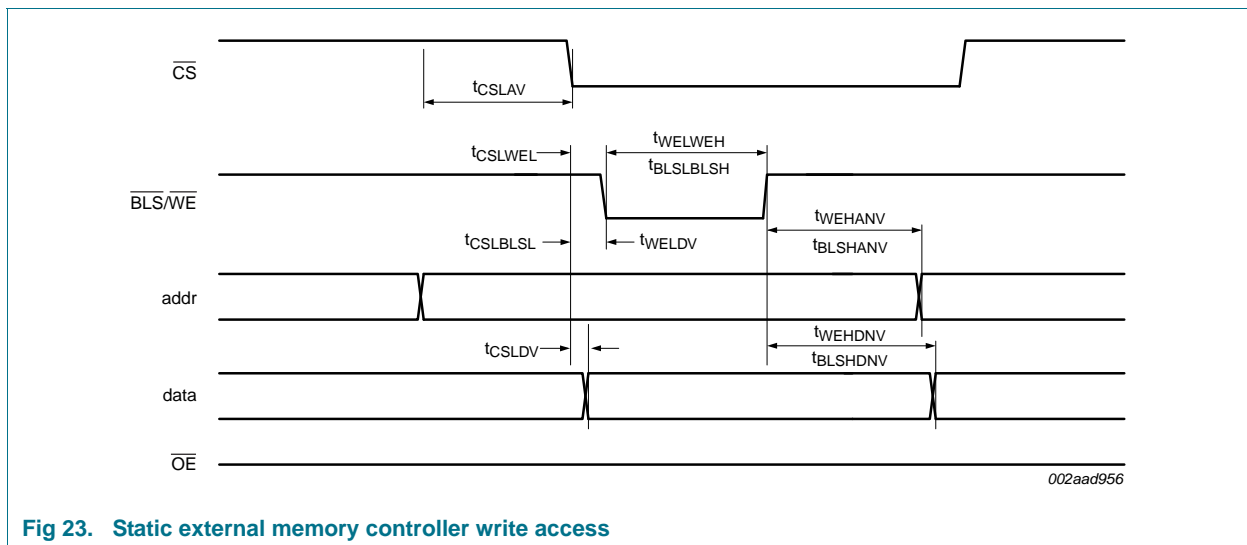 CS
tCSLAV
tCSLWEL
tWELWEH
tBLSLBLSH
BLS/WE
tCSLBLSL
tWELDV
tWEHANV
tBLSHANV
addr
tCSLDV
tWEHDNV
tBLSHDNV
data
OE
002aad956
Fig 23. Static external memory controller write access